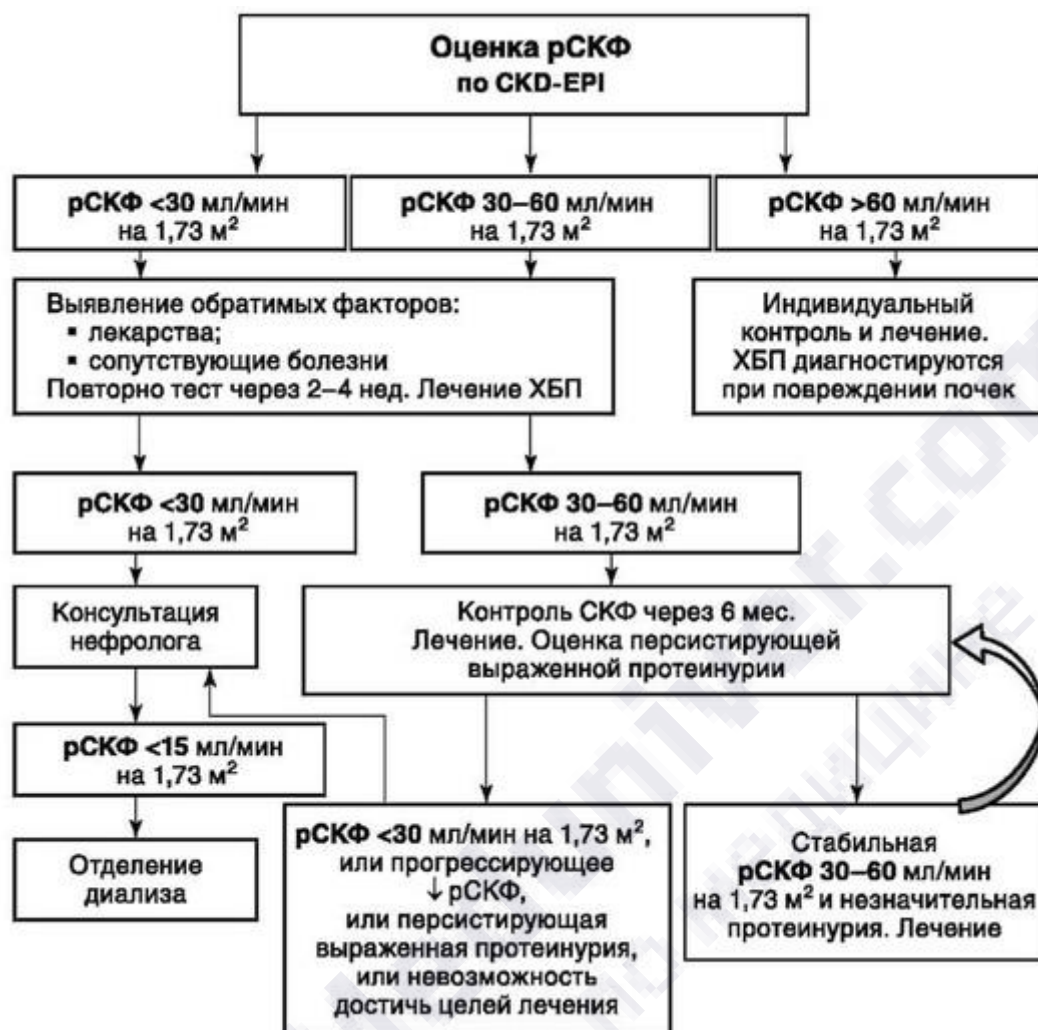 Оценка рСКФ
по CKD-EPI
рСКФ <30 мл/мин
на 1,73 м²
рСКФ 30–60 мл/мин
на 1,73 м²
рСКФ >60 мл/мин
на 1,73 м²
Выявление обратимых факторов:
▪ лекарства;
▪ сопутствующие болезни
Повторно тест через 2–4 нед. Лечение ХБП
Индивидуальный
контроль и лечение.
ХБП диагностируются
при повреждении почек
рСКФ <30 мл/мин
на 1,73 м²
рСКФ 30–60 мл/мин
на 1,73 м²
Консультация
нефролога
Контроль СКФ через 6 мес.
Лечение. Оценка персистирующей
выраженной протеинурии
рСКФ <15 мл/мин
на 1,73 м²
Отделение
диализа
рСКФ <30 мл/мин на 1,73 м²,
или прогрессирующее
↓ рСКФ,
или персистирующая
выраженная протеинурия,
или невозможность
достичь целей лечения
Стабильная
рСКФ 30–60 мл/мин
на 1,73 м² и незначительная
протеинурия. Лечение